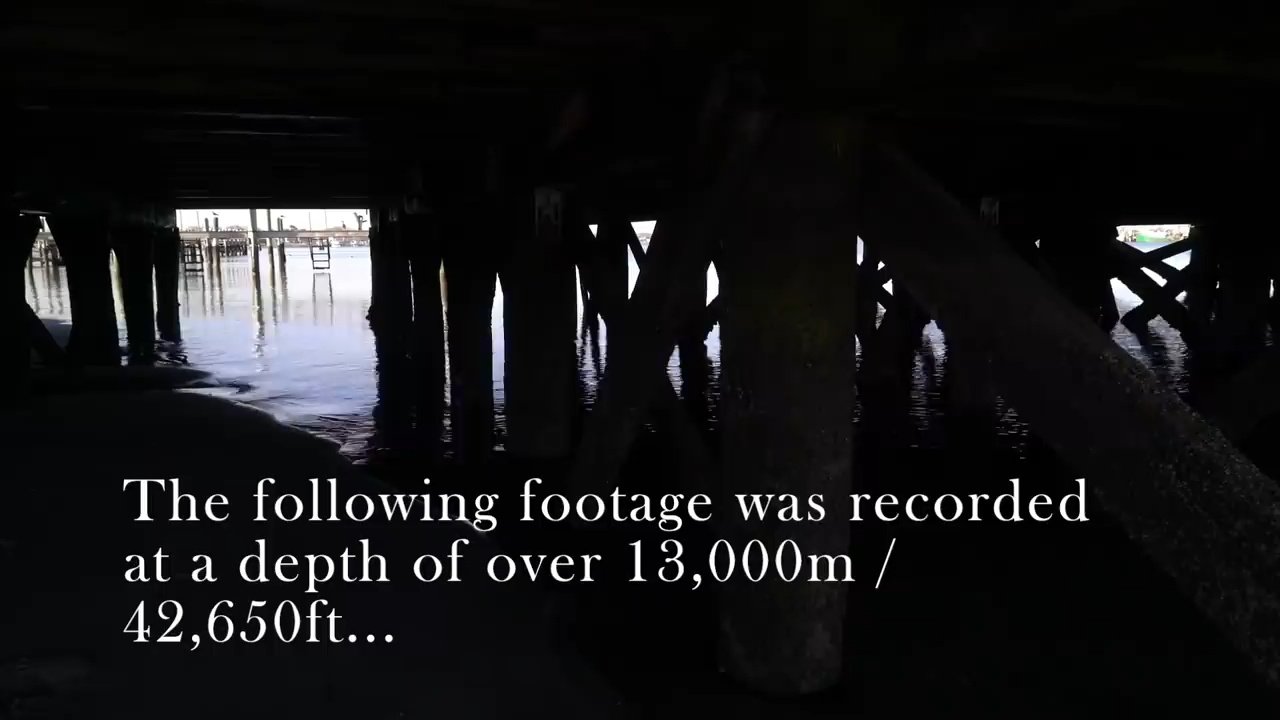 The following footage was recorded
at a depth of over 13,000m /
42,650ft...